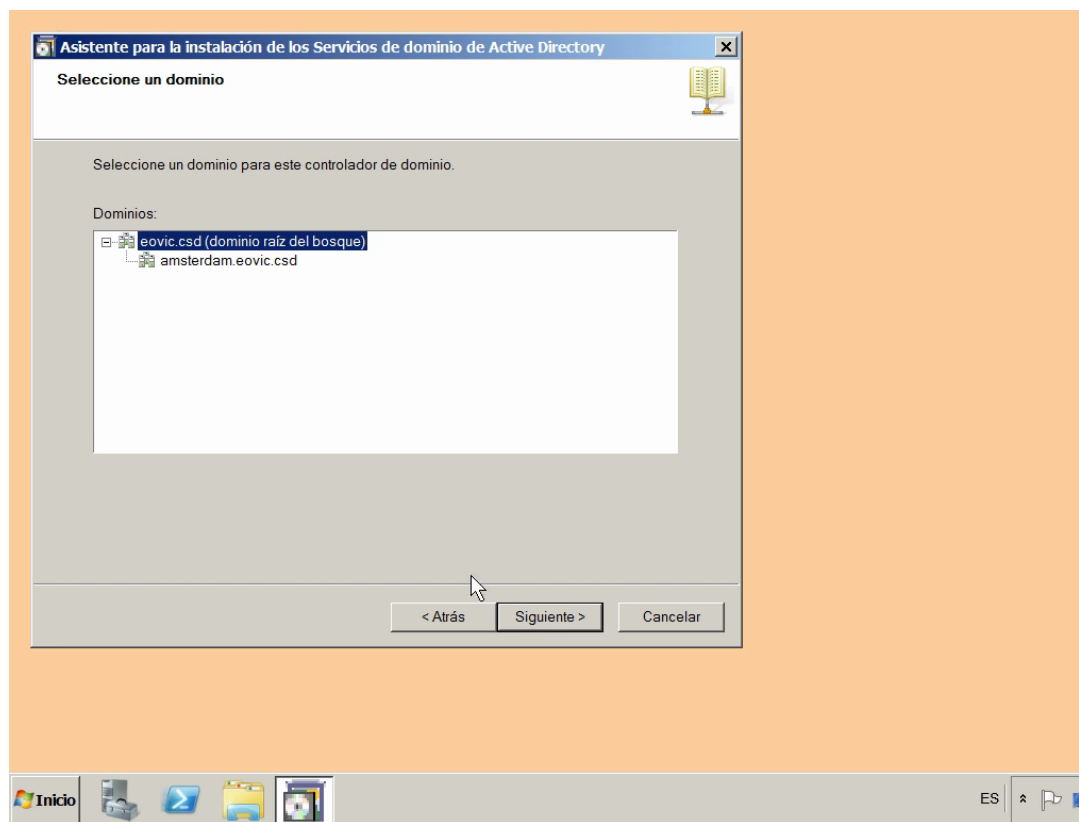 Asistente para la instalación de los Servicios de dominio de Active Directory
Seleccione un dominio
Seleccione un dominio para este controlador de dominio.
Dominios:
eovic.csd (dominio raíz del bosque)
amsterdam.eovic.csd
< Atrás
Siguiente >
Cancelar
Inicio
ES